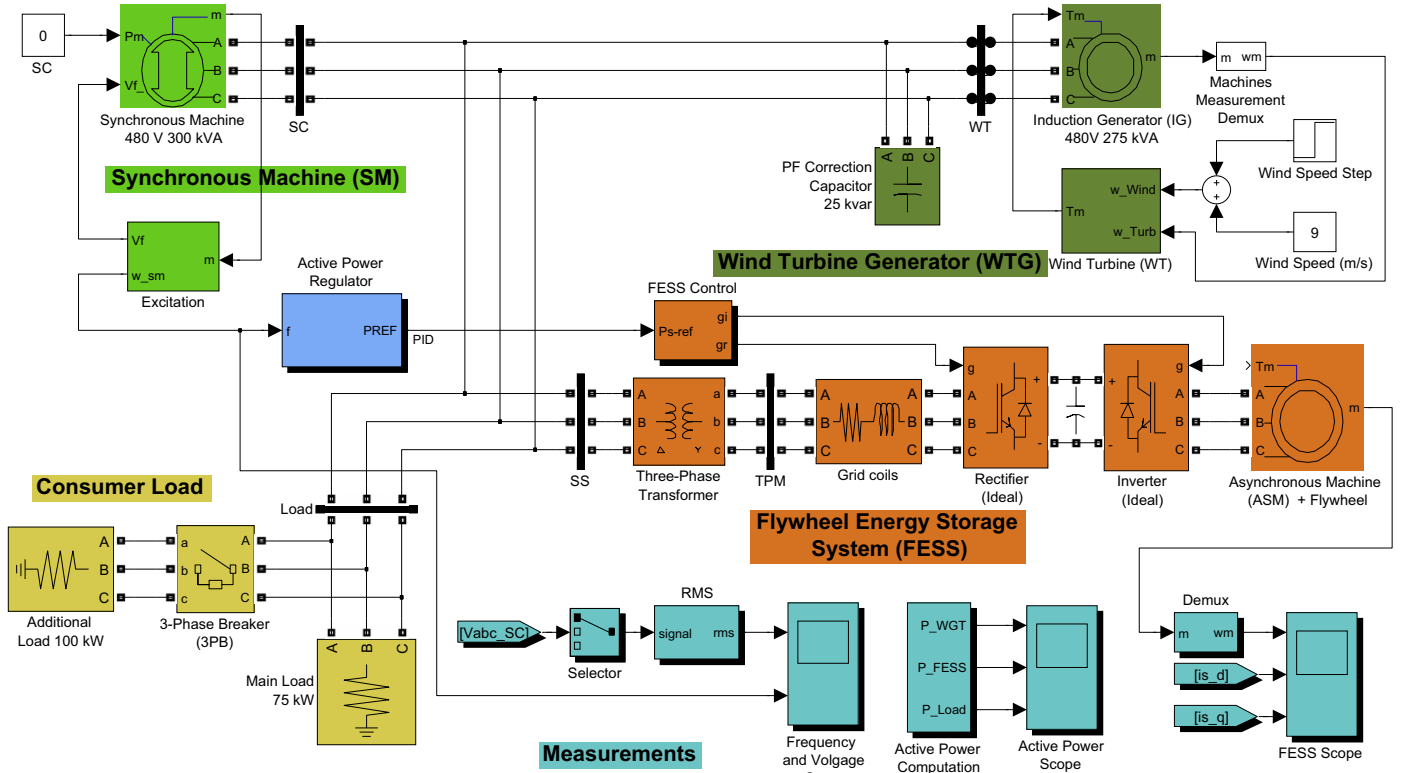 0
SC
Pm
Vf_
m
A
B
C
Synchronous Machine
480 V 300 kVA
SC
Synchronous Machine (SM)
Vf
w_sm
m
Excitation
Active Power
Regulator
f
PREF
PID
WT
Tm
A
B
C
m
Induction Generator (IG)
480V 275 kVA
m wm
Machines
Measurement
Demux
A B C
PF Correction
Capacitor
25 kvar
Wind Speed Step
+
+
w_Wind
Tm
w_Turb
Wind Turbine (WT)
9
Wind Speed (m/s)
Wind Turbine Generator (WTG)
FESS Control
Ps-ref
gi
gr
SS
A
B
C
a
b
c
Δ Y
Three-Phase
Transformer
TPM
A
B
C
A
B
C
Grid coils
g
A
B
C
+
-
Rectifier
(Ideal)
+
-
g
A
B
C
Inverter
(Ideal)
Tm
A
B
C
m
Asynchronous Machine
(ASM) + Flywheel
Flywheel Energy Storage
System (FESS)
Consumer Load
Load
A
B
C
Additional
Load 100 kW
a
b
c
A
B
C
3-Phase Breaker
(3PB)
A B C
Main Load
75 kW
[Vabc_SC]
Selector
RMS
signal rms
Frequency
and Volgage
P_WGT
P_FESS
P_Load
Active Power
Computation
Active Power
Scope
Demux
m wm
[is_d]
[is_q]
FESS Scope
Measurements